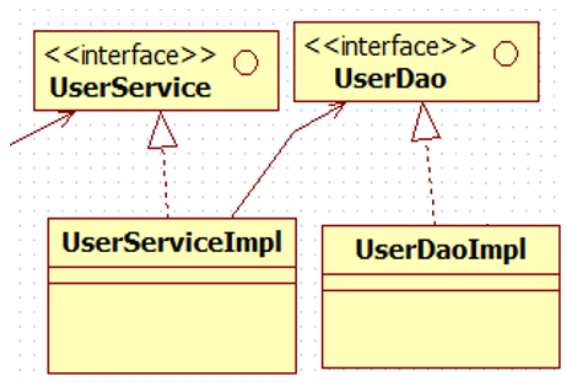 <<interface>>
UserService
<<interface>>
UserDao
UserServiceImpl
UserDaoImpl